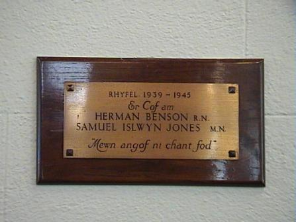 RHYFEL 1939 - 1945
Er Cof am
HERMAN BENSON R.N.
SAMUEL ISLWYN JONES M.N.
"Mewn angof ni chant fod"